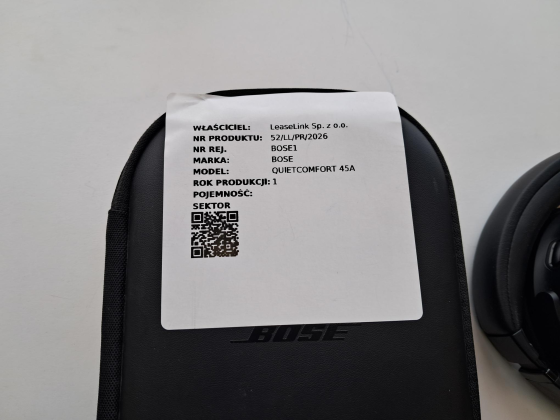 WŁAŚCICIEL: LeaseLink Sp. z o.o.
NR PRODUKTU: 52/LL/PR/2026
NR REJ. BOSE1
MARKA: BOSE
MODEL: QUIETCOMFORT 45A
ROK PRODUKCJI: 1
POJEMNOŚĆ:
SEKTOR
BOSE